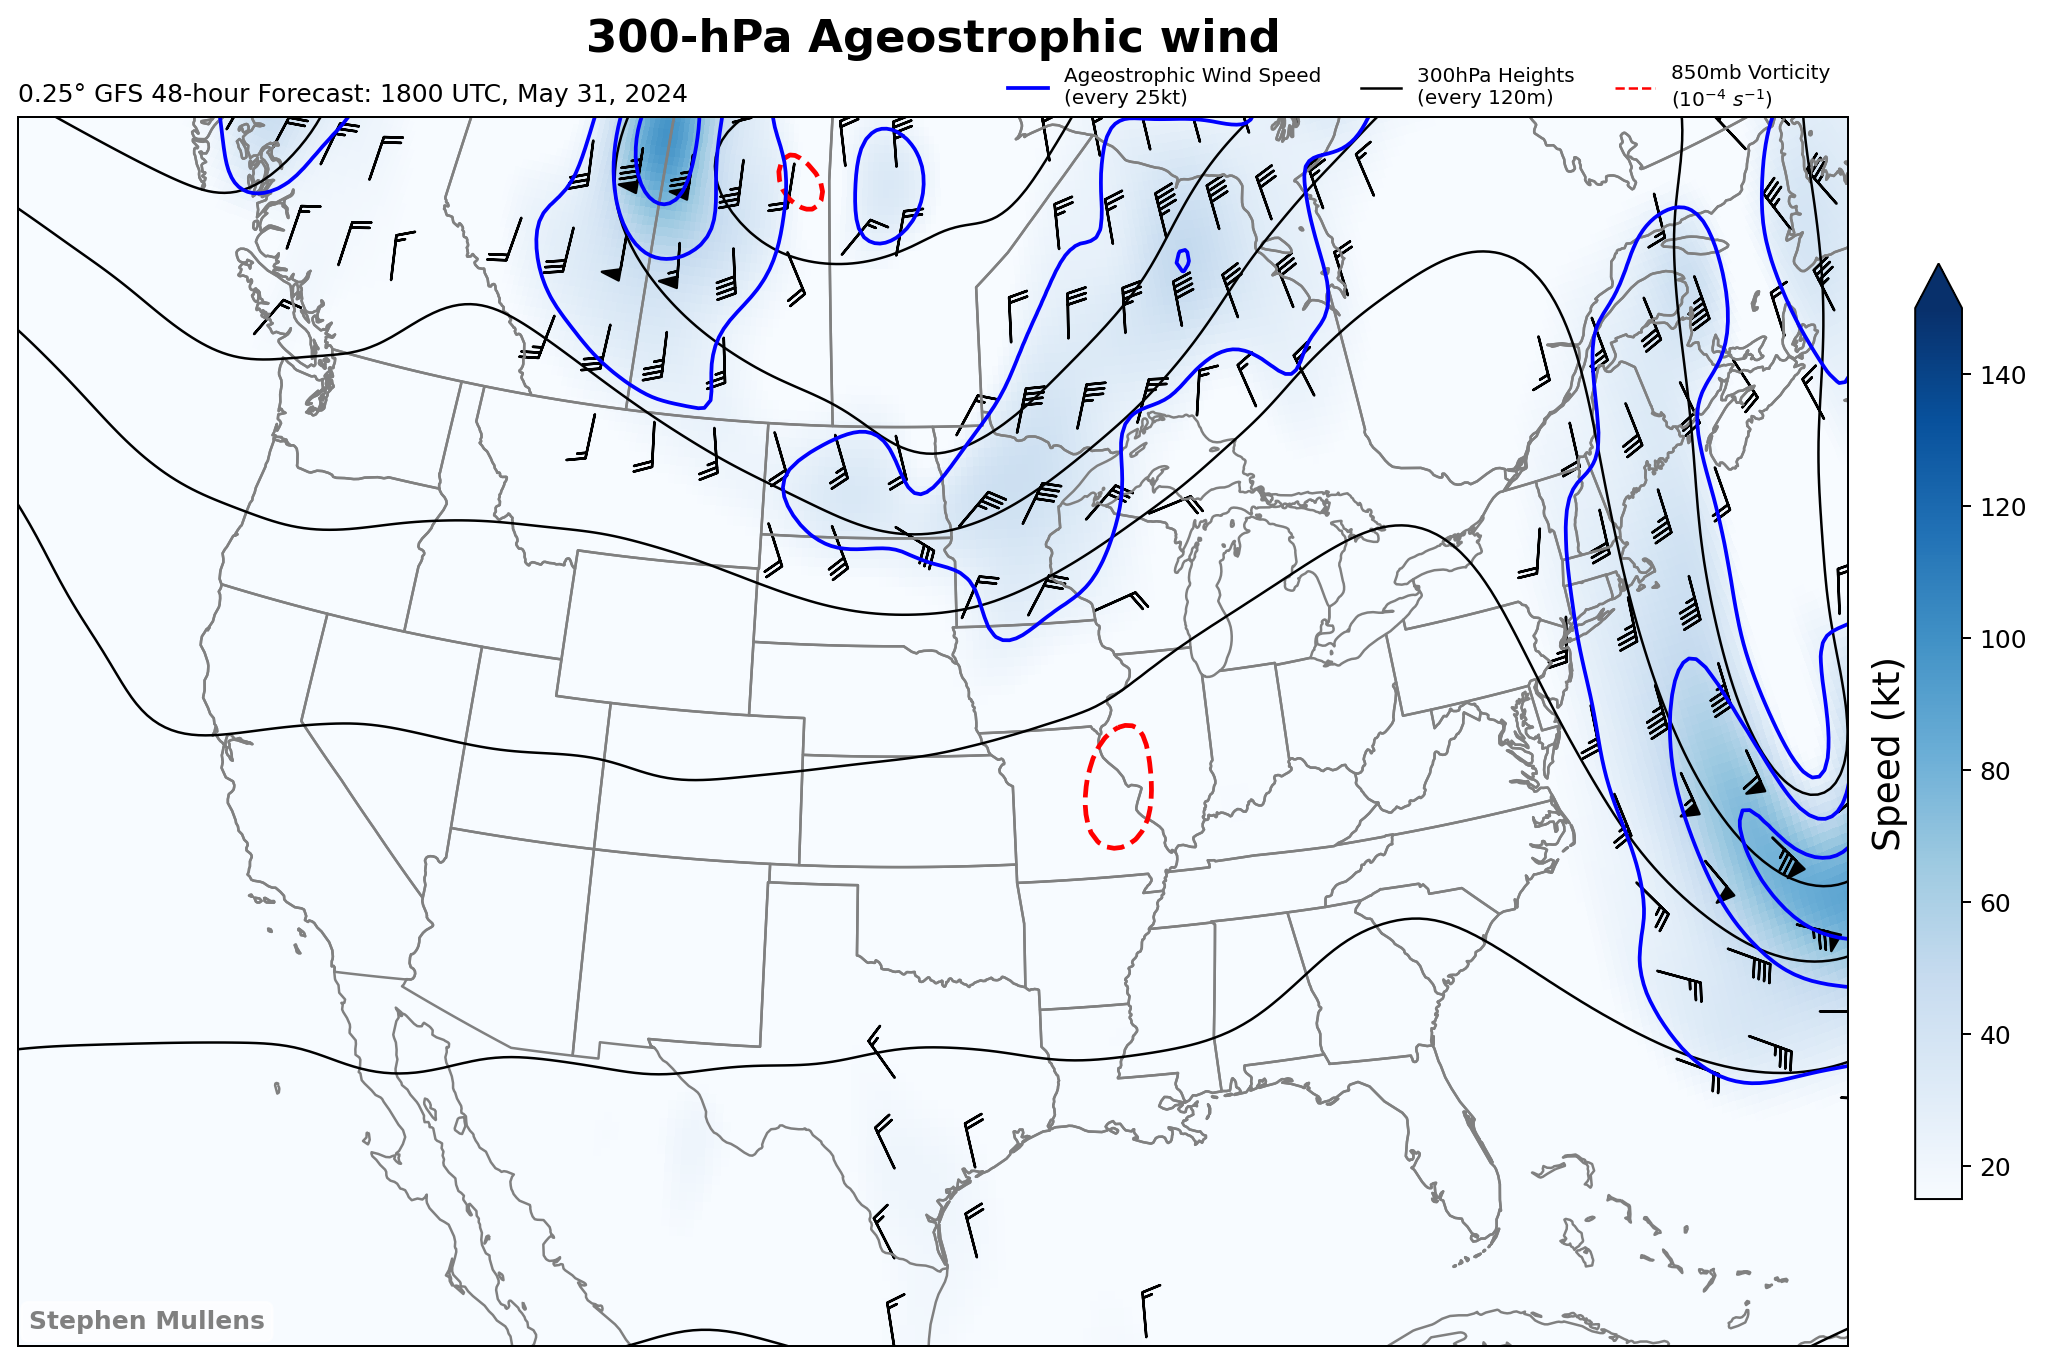 300-hPa Ageostrophic wind
0.25° GFS 48-hour Forecast: 1800 UTC, May 31, 2024
Ageostrophic Wind Speed
(every 25kt)
300hPa Heights
(every 120m)
850mb Vorticity
(10⁻⁴ s⁻¹)
140
120
100
80
60
40
20
Speed (kt)
Stephen Mullens